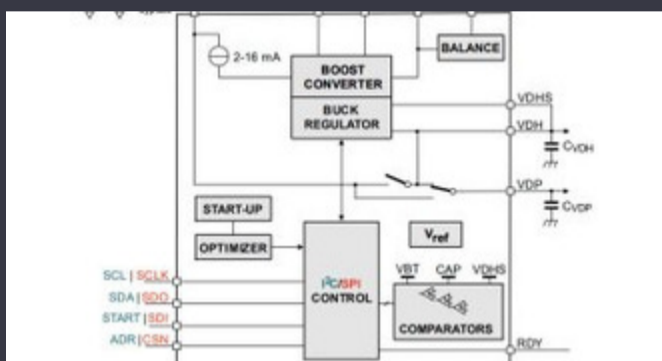 2-16 mA
BALANCE
BOOST
CONVERTER
BUCK
REGULATOR
VDHS
VDH
CVDH
VDP
CVDP
START-UP
OPTIMIZER
Vref
SCL | SCLK
SDA | SDO
START | SDI
ADR | CSN
I²C/SPI
CONTROL
VBT CAP VDHS
COMPARATORS
RDY